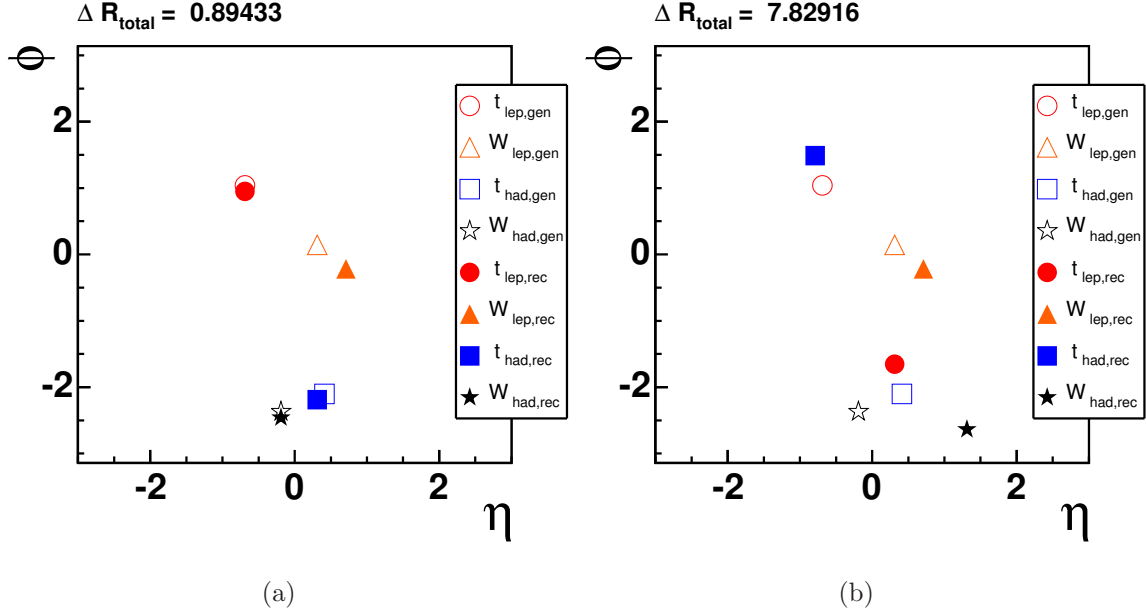 Δ R_total = 0.89433
ϕ
2
0
-2
-2 0 2
η
t_lep,gen
W_lep,gen
t_had,gen
W_had,gen
t_lep,rec
W_lep,rec
t_had,rec
W_had,rec
(a)
Δ R_total = 7.82916
ϕ
2
0
-2
-2 0 2
η
t_lep,gen
W_lep,gen
t_had,gen
W_had,gen
t_lep,rec
W_lep,rec
t_had,rec
W_had,rec
(b)